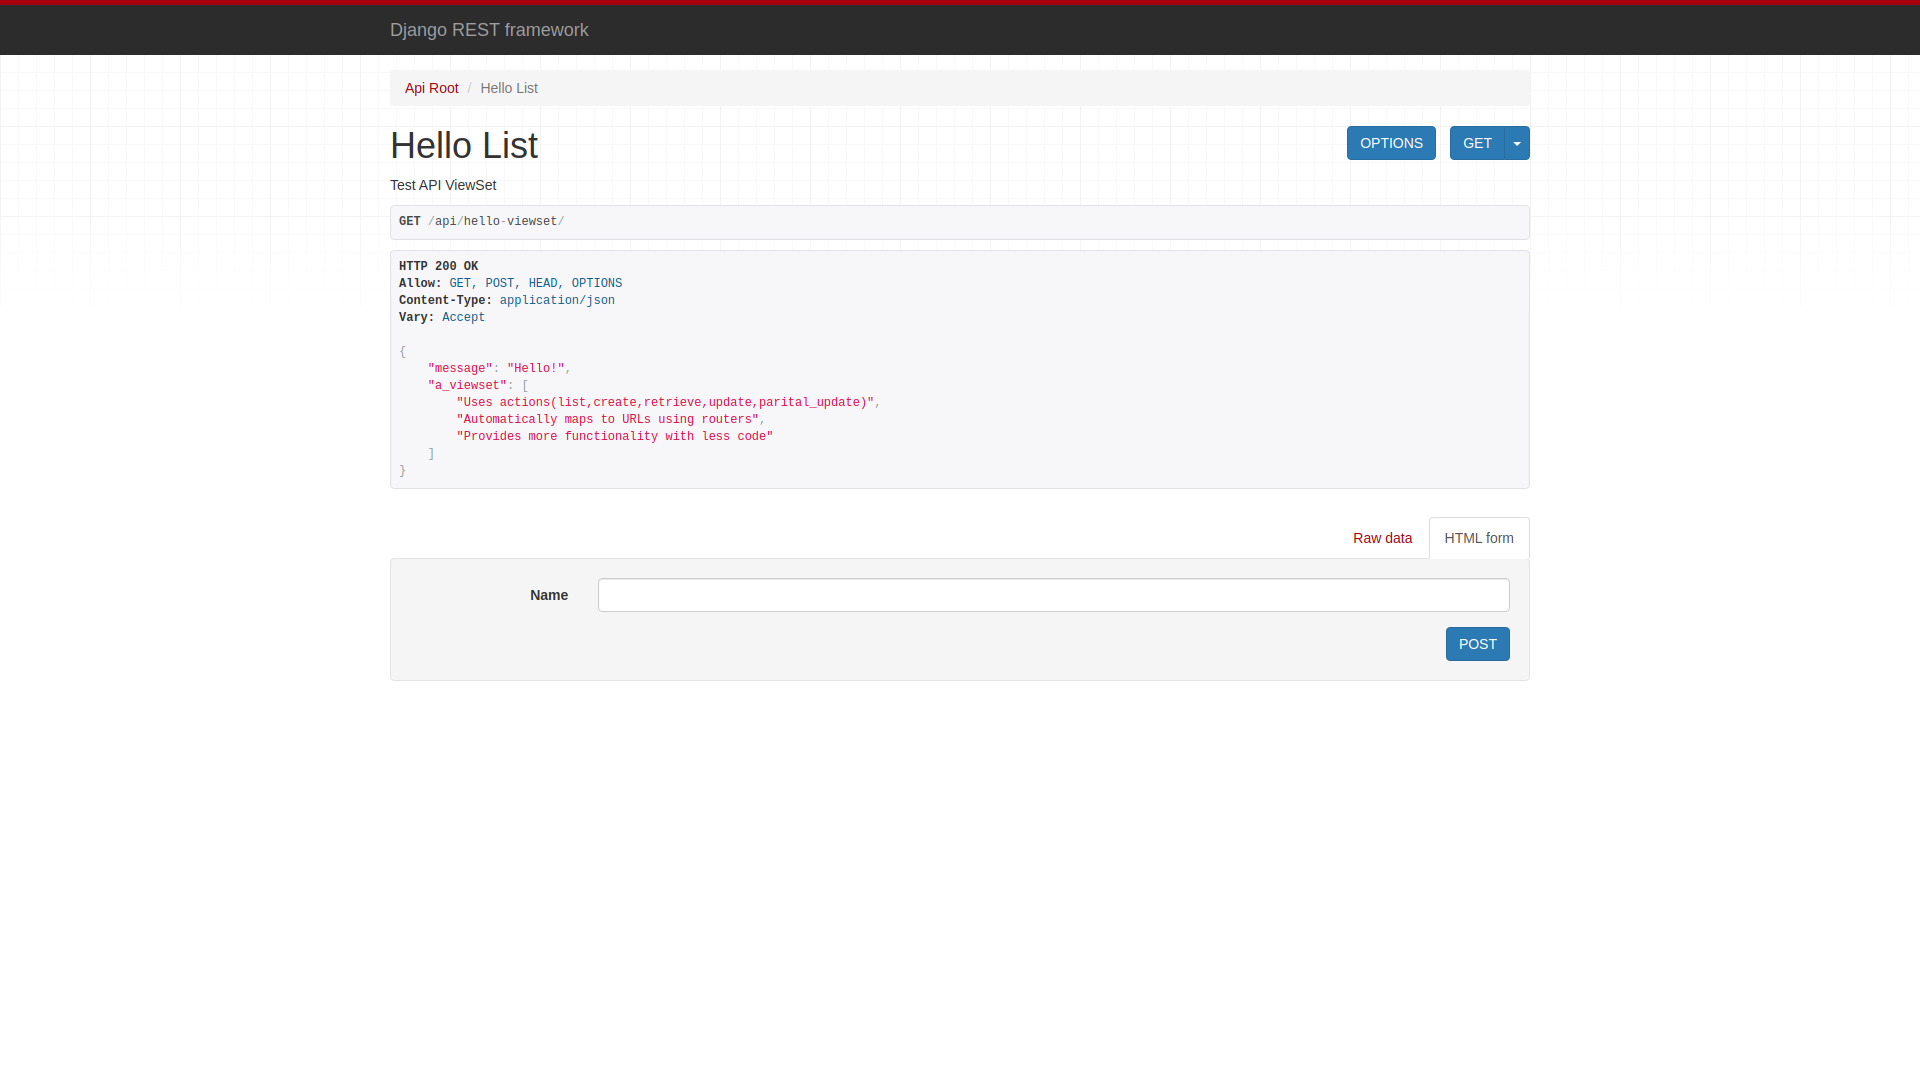 Django REST framework
Api Root / Hello List
Hello List
OPTIONS
GET
Test API ViewSet
GET /api/hello-viewset/
HTTP 200 OK
Allow: GET, POST, HEAD, OPTIONS
Content-Type: application/json
Vary: Accept
{
    "message": "Hello!",
    "a_viewset": [
        "Uses actions(list,create,retrieve,update,parital_update)",
        "Automatically maps to URLs using routers",
        "Provides more functionality with less code"
    ]
}
Raw data
HTML form
Name
POST